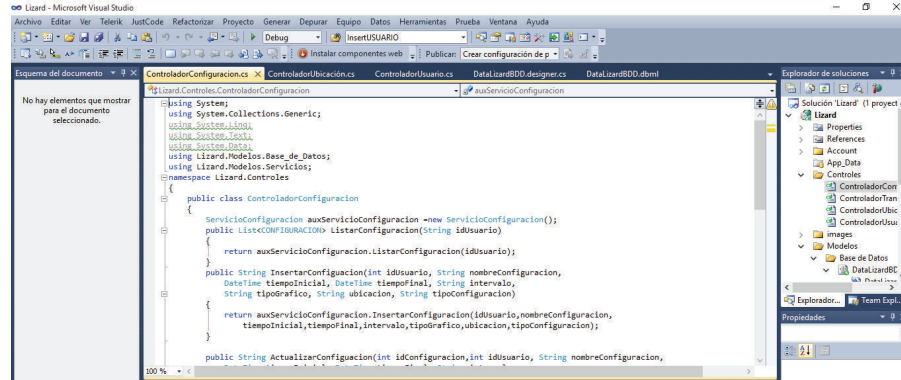 Lizard - Microsoft Visual Studio
Archivo Editar Ver Telerik JustCode Refactorizar Proyecto Generar Depurar Equipo Datos Herramientas Prueba Ventana Ayuda
Debug InsertUSUARIO
Instalar componentes web Publicar: Crear configuración de p
Esquema del documento
No hay elementos que mostrar
para el documento
seleccionado.
ControladorConfiguracion.cs ControladorUbicación.cs ControladorUsuario.cs DataLizardBDD.designer.cs DataLizardBDD.dbml
Lizard.Controles.ControladorConfiguracion auxServicioConfiguracion
using System;
using System.Collections.Generic;
using System.Linq;
using System.Text;
using System.Data;
using Lizard.Modelos.Base_de_Datos;
using Lizard.Modelos.Servicios;
namespace Lizard.Controles
{
public class ControladorConfiguracion
{
ServicioConfiguracion auxServicioConfiguracion =new ServicioConfiguracion();
public List<CONFIGURACION> ListarConfiguracion(String idUsuario)
{
return auxServicioConfiguracion.ListarConfiguracion(idUsuario);
}
public String InsertarConfiguacion(int idUsuario, String nombreConfiguracion,
DateTime tiempoInicial, DateTime tiempoFinal, String intervalo,
String tipoGrafico, String ubicacion, String tipoConfiguracion)
{
return auxServicioConfiguracion.InsertarConfiguracion(idUsuario,nombreConfiguracion,
tiempoInicial,tiempoFinal,intervalo,tipoGrafico,ubicacion,tipoConfiguracion);
}
public String ActualizarConfiguacion(int idConfiguracion,int idUsuario, String nombreConfiguracion,
100 %
Explorador de soluciones
Solución 'Lizard' (1 project
Lizard
Properties
References
Account
App_Data
Controles
ControladorCon
ControladorTran
ControladorUbic
ControladorUsua
images
Modelos
Base de Datos
DataLizardBD
Explorador... Team Expl...
Propiedades